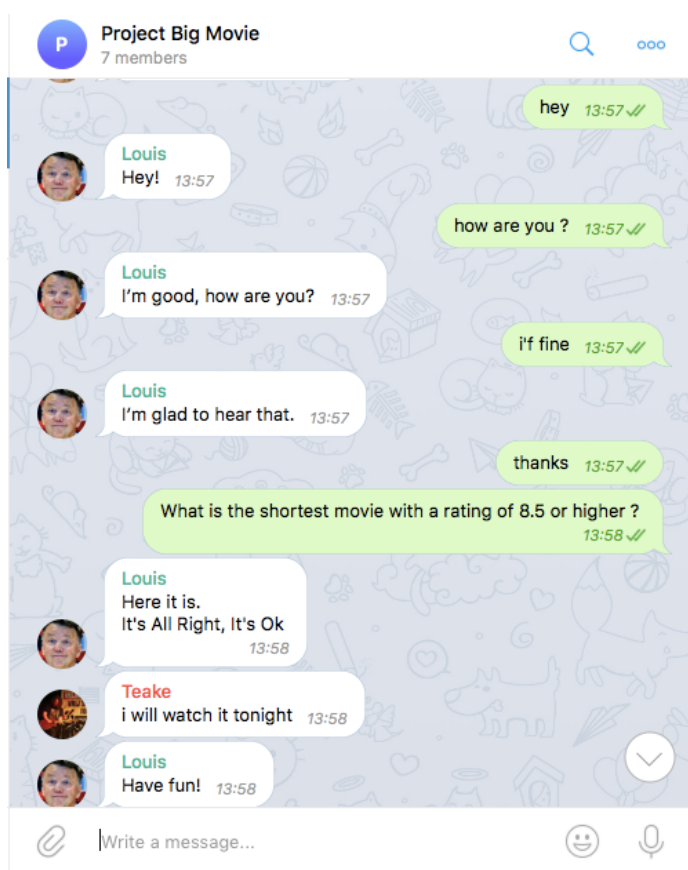 P
Project Big Movie
7 members
hey 13:57
Louis
Hey! 13:57
how are you ? 13:57
Louis
I'm good, how are you? 13:57
i'f fine 13:57
Louis
I'm glad to hear that. 13:57
thanks 13:57
What is the shortest movie with a rating of 8.5 or higher ?
13:58
Louis
Here it is.
It's All Right, It's Ok
13:58
Teake
i will watch it tonight 13:58
Louis
Have fun! 13:58
Write a message...